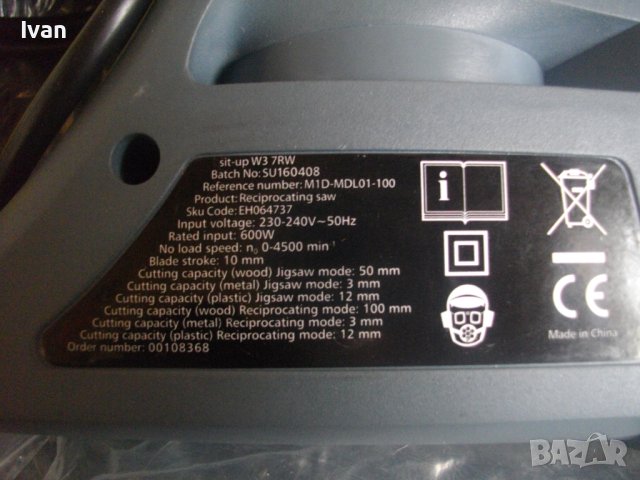 Ivan
sit-up W3 7RW
Batch No: SU160408
Reference number: M1D-MDL01-100
Product: Reciprocating saw
Sku Code: EH064737
Input voltage: 230-240V~50Hz
Rated input: 600W
No load speed: n₀ 0-4500 min⁻
Blade stroke: 10 mm
Cutting capacity (wood) Jigsaw mode: 50 mm
Cutting capacity (metal) Jigsaw mode: 3 mm
Cutting capacity (plastic) Jigsaw mode: 12 mm
Cutting capacity (wood) Reciprocating mode: 100 mm
Cutting capacity (metal) Reciprocating mode: 3 mm
Cutting capacity (plastic) Reciprocating mode: 12 mm
Order number: 00108368
i
CE
Made in China
BAZAR